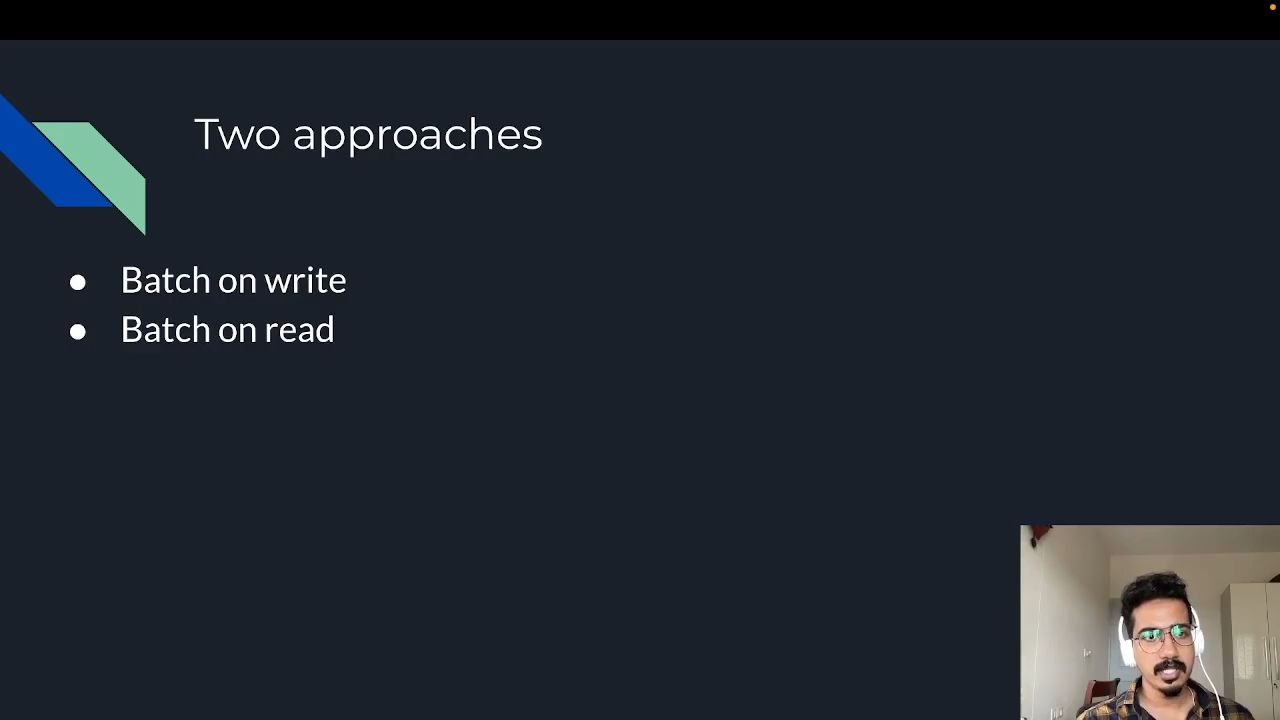 Two approaches
● Batch on write
● Batch on read